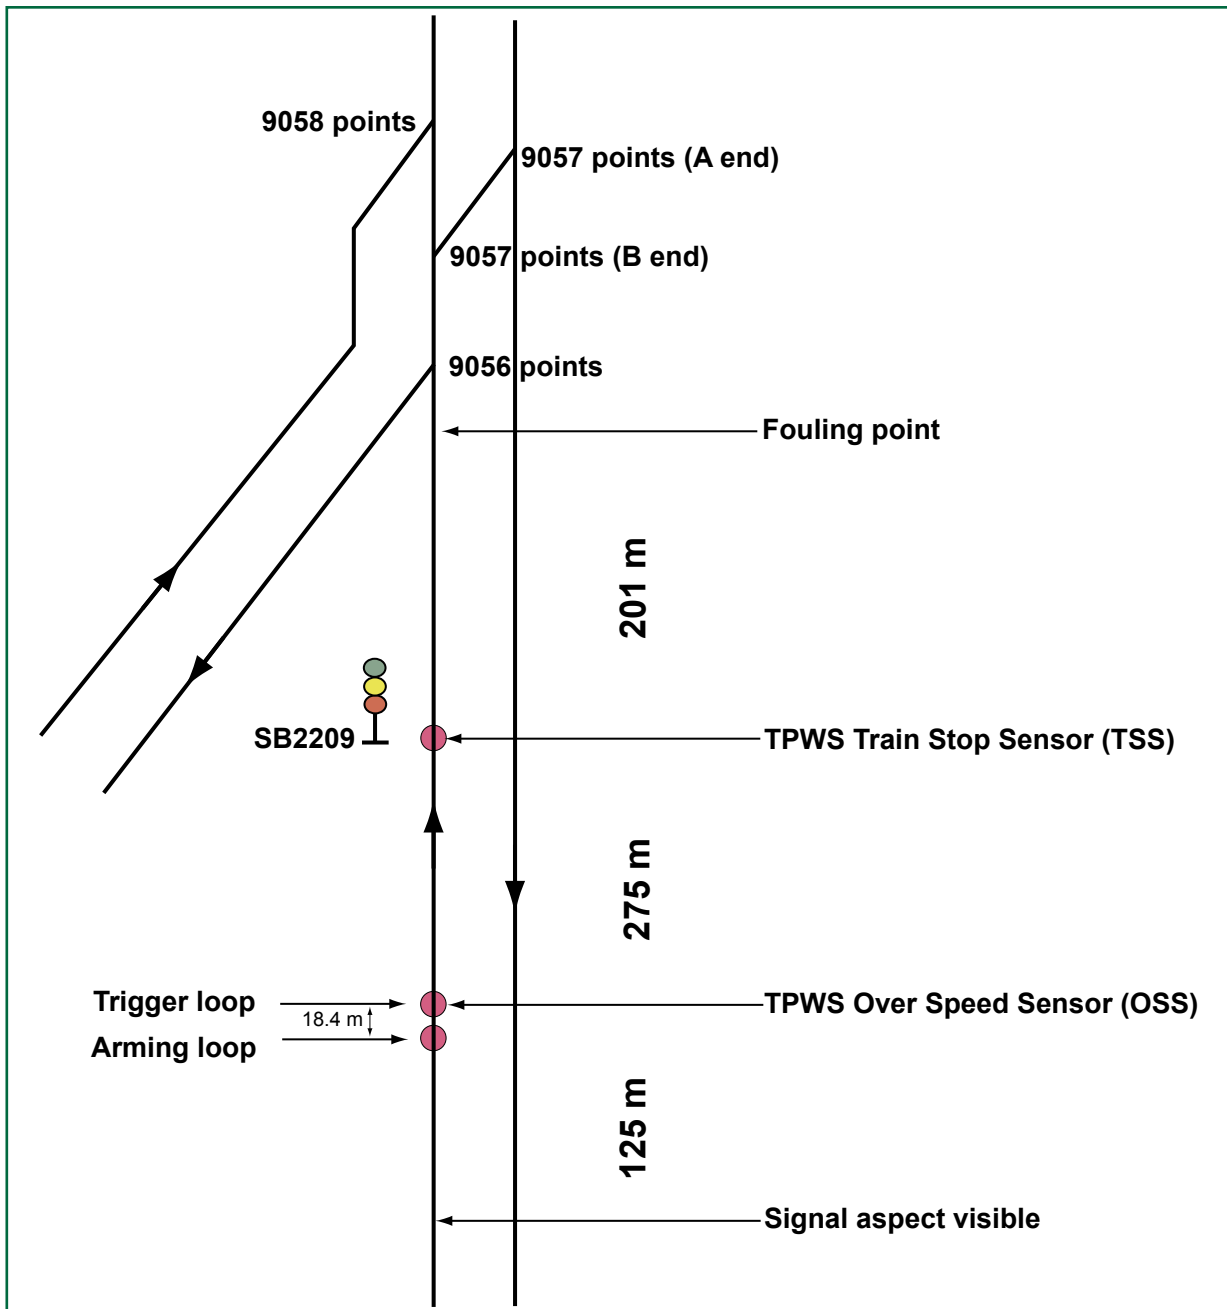 9058 points
9057 points (A end)
9057 points (B end)
9056 points
Fouling point
201 m
SB2209
TPWS Train Stop Sensor (TSS)
275 m
Trigger loop
TPWS Over Speed Sensor (OSS)
18.4 m
Arming loop
125 m
Signal aspect visible